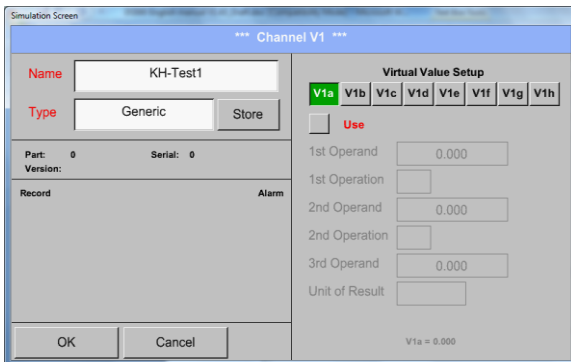 Simulation Screen
*** Channel V1 ***
Name
KH-Test1
Type
Generic
Store
Part: 0 Serial: 0
Version:
Record
Alarm
OK
Cancel
Virtual Value Setup
V1a V1b V1c V1d V1e V1f V1g V1h
Use
1st Operand
0.000
1st Operation
2nd Operand
0.000
2nd Operation
3rd Operand
0.000
Unit of Result
V1a = 0.000